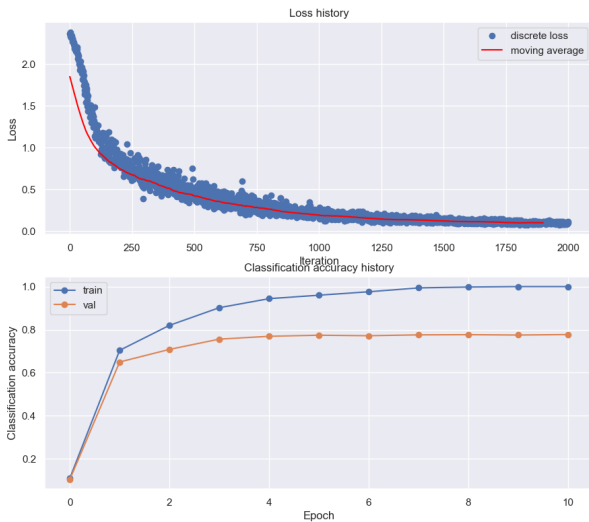 Loss history
discrete loss
moving average
2.0
1.5
1.0
0.5
0.0
Loss
0 250 500 750 1000 1250 1500 1750 2000
Iteration
Classification accuracy history
train
val
1.0
0.8
0.6
0.4
0.2
Classification accuracy
0 2 4 6 8 10
Epoch